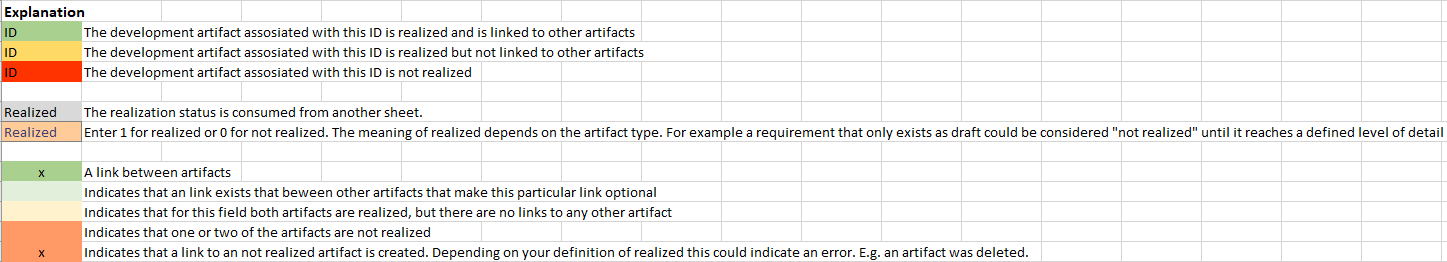 Explanation
ID The development artifact assosiated with this ID is realized and is linked to other artifacts
ID The development artifact assosiated with this ID is realized but not linked to other artifacts
ID The development artifact assosiated with this ID is not realized
Realized The realization status is consumed from another sheet.
Realized Enter 1 for realized or 0 for not realized. The meaning of realized depends on the artifact type. For example a requirement that only exists as draft could be considered "not realized" until it reaches a defined level of detail
x A link between artifacts
Indicates that an link exists that beween other artifacts that make this particular link optional
Indicates that for this field both artifacts are realized, but there are no links to any other artifact
Indicates that one or two of the artifacts are not realized
x Indicates that a link to an not realized artifact is created. Depending on your definition of realized this could indicate an error. E.g. an artifact was deleted.